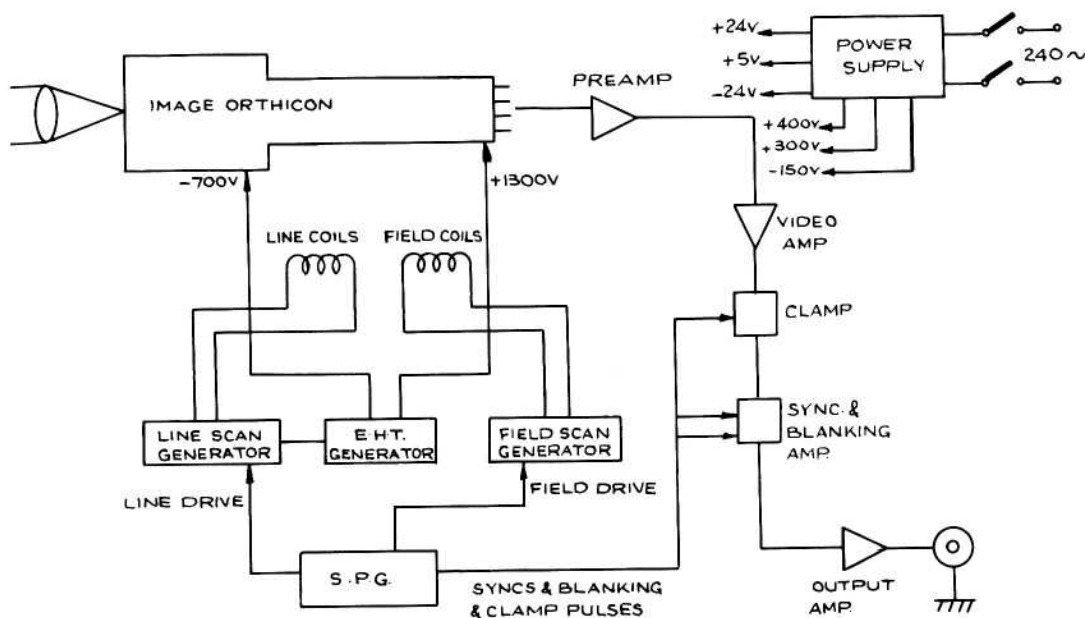 +24V
+5V
-24V
POWER
SUPPLY
240~
+400V
+300V
-150V
IMAGE ORTHICON
PREAMP
-700V
+1300V
VIDEO
AMP
LINE COILS
FIELD COILS
CLAMP
SYNC. &
BLANKING
AMP.
LINE SCAN
GENERATOR
E.H.T.
GENERATOR
FIELD SCAN
GENERATOR
LINE DRIVE
FIELD DRIVE
S.P.G.
SYNCS & BLANKING
& CLAMP PULSES
OUTPUT
AMP.